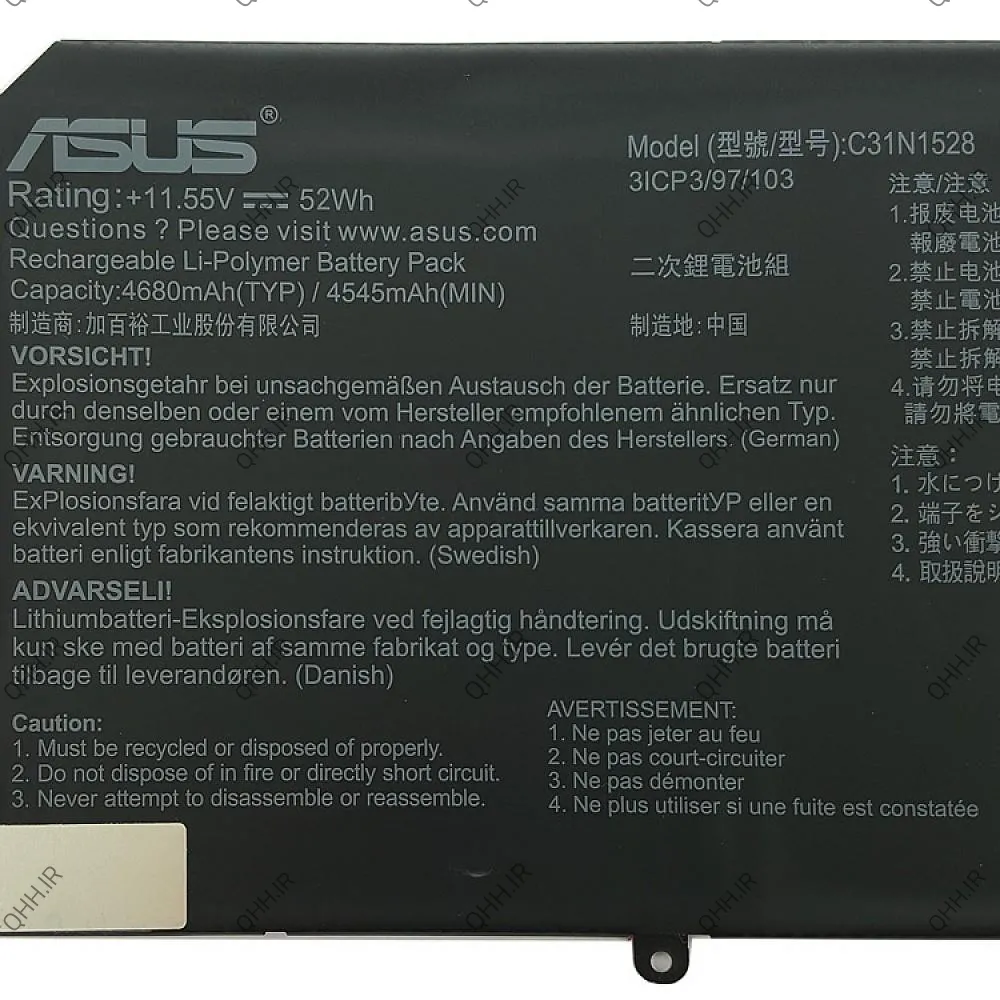 ASUS®
Rating:+11.55V 52Wh
Questions ? Please visit www.asus.com
Rechargeable Li-Polymer Battery Pack
Capacity:4680mAh(TYP) / 4545mAh(MIN)
制造商:加百裕工业股份有限公司
Model (型號/型号):C31N1528
3ICP3/97/103
二次鋰電池組
制造地:中国
VORSICHT!
Explosionsgetahr bei unsachgemäßen Austausch der Batterie. Ersatz nur
durch denselben oder einem vom Hersteller empfohlenem ähnlichen Typ.
Entsorgung gebrauchter Batterien nach Angaben des Herstellers. (German)
VARNING!
ExPlosionsfara vid felaktigt batteribУte. Använd samma batteritУP eller en
ekvivalent typ som rekommenderas av apparattillverkaren. Kassera använt
batteri enligt fabrikantens instruktion. (Swedish)
ADVARSELI!
Lithiumbatteri-Eksplosionsfare ved fejlagtig håndtering. Udskiftning må
kun ske med batteri af samme fabrikat og type. Levér det brugte batteri
tilbage til leverandøren. (Danish)
Caution:
1. Must be recycled or disposed of properly.
2. Do not dispose of in fire or directly short circuit.
3. Never attempt to disassemble or reassemble.
AVERTISSEMENT:
1. Ne pas jeter au feu
2. Ne pas court-circuiter
3. Ne pas démonter
4. Ne plus utiliser si une fuite est constatée
注意/注意
1.报废电池
報廢電池
2.禁止电池
禁止電池
3.禁止拆解
禁止拆解
4.请勿将电
請勿將電
注意：
1. 水につけ
2. 端子をシ
3. 強い衝撃
4. 取扱説明
QHH.IR